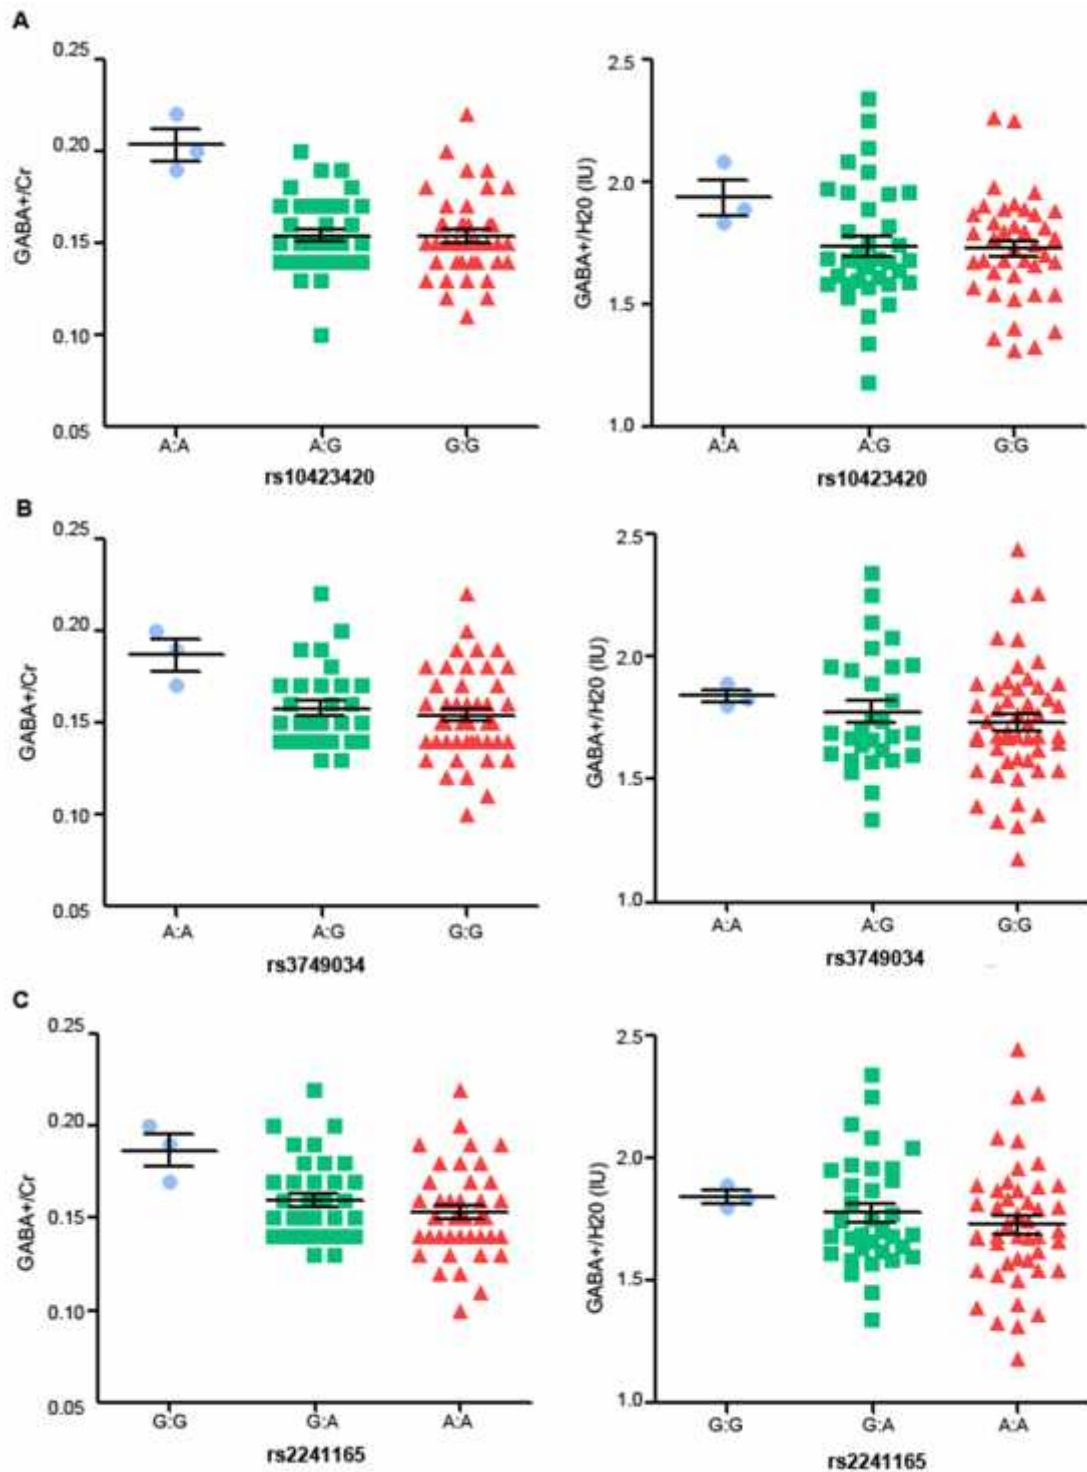 A
0.25
0.20
0.15
0.10
0.05
GABA+/Cr
A:A A:G G:G
rs10423420
2.5
2.0
1.5
1.0
GABA+/H20 (IU)
A:A A:G G:G
rs10423420
B
0.25
0.20
0.15
0.10
0.05
GABA+/Cr
A:A A:G G:G
rs3749034
2.5
2.0
1.5
1.0
GABA+/H20 (IU)
A:A A:G G:G
rs3749034
C
0.25
0.20
0.15
0.10
0.05
GABA+/Cr
G:G G:A A:A
rs2241165
2.5
2.0
1.5
1.0
GABA+/H20 (IU)
G:G G:A A:A
rs2241165